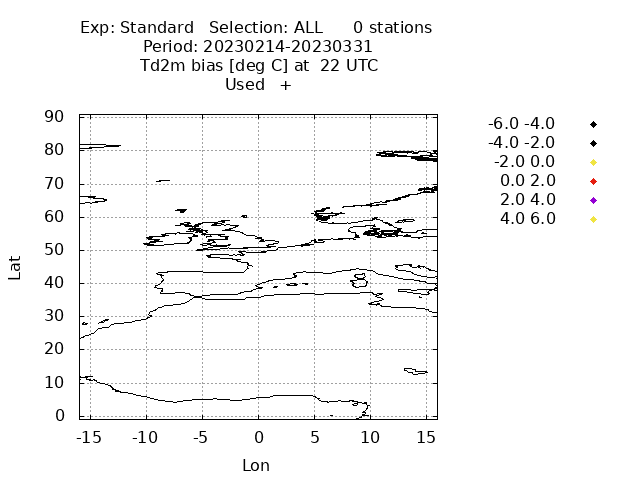 Exp: Standard   Selection: ALL      0 stations
Period: 20230214-20230331
Td2m bias [deg C] at  22 UTC
Used   +
90
80
70
60
50
40
30
20
10
0
Lat
-15 -10 -5 0 5 10 15
Lon
-6.0 -4.0
-4.0 -2.0
-2.0 0.0
0.0 2.0
2.0 4.0
4.0 6.0